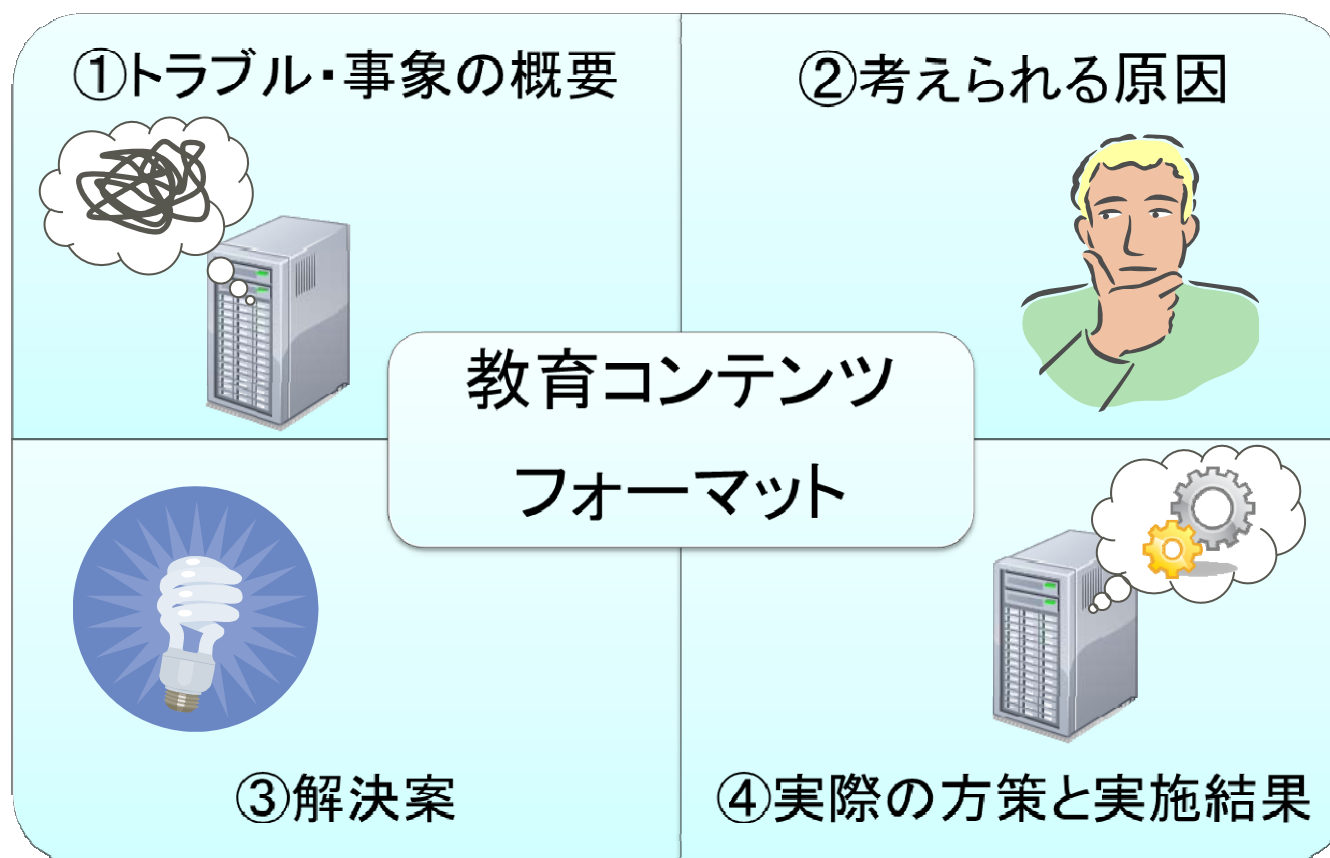 ①トラブル・事象の概要
②考えられる原因
教育コンテンツ
フォーマット
③解決案
④実際の方策と実施結果